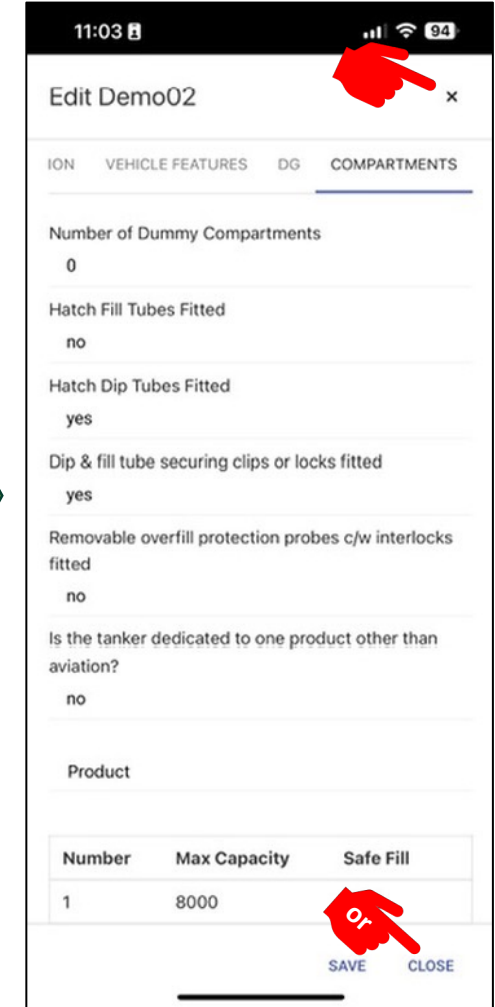 11:03 94
Edit Demo02 ×
ION VEHICLE FEATURES DG COMPARTMENTS
Number of Dummy Compartments
0
Hatch Fill Tubes Fitted
no
Hatch Dip Tubes Fitted
yes
Dip & fill tube securing clips or locks fitted
yes
Removable overfill protection probes c/w interlocks
fitted
no
Is the tanker dedicated to one product other than
aviation?
no
Product
Number Max Capacity Safe Fill
1 8000
or
SAVE CLOSE